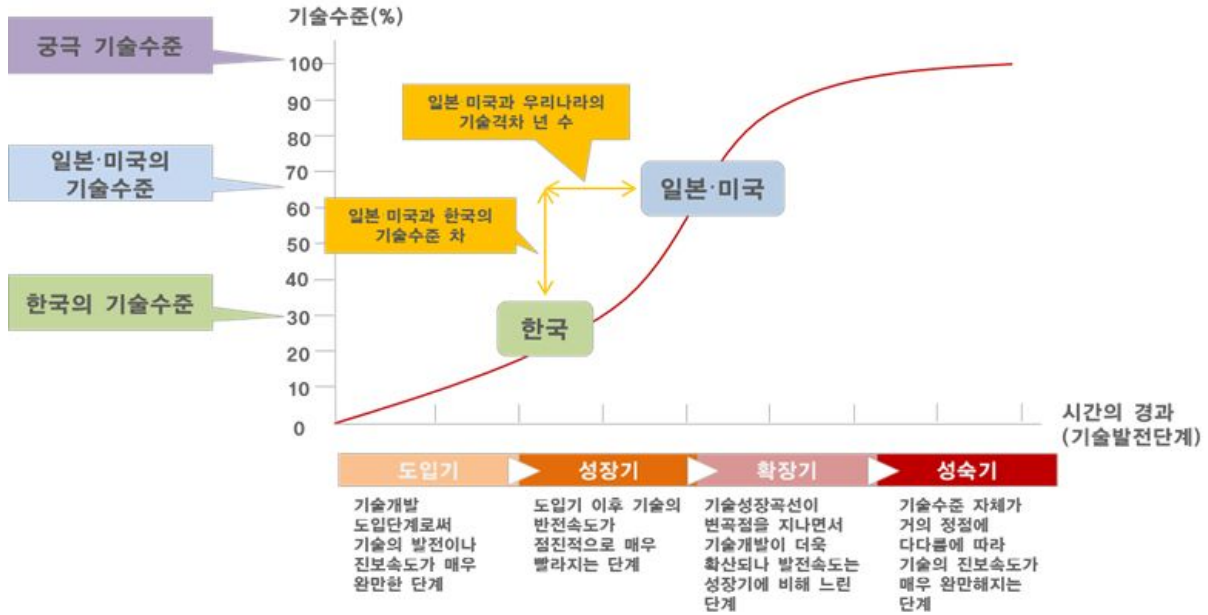 기술수준(%)
궁극 기술수준
일본·미국의
기술수준
한국의 기술수준
100
90
80
70
60
50
40
30
20
10
0
일본 미국과 우리나라의
기술격차 년 수
일본·미국
일본 미국과 한국의
기술수준 차
한국
시간의 경과
(기술발전단계)
도입기
성장기
확장기
성숙기
기술개발
도입단계로써
기술의 발전이나
진보속도가 매우
완만한 단계
도입기 이후 기술의
반전속도가
점진적으로 매우
빨라지는 단계
기술성장곡선이
변곡점을 지나면서
기술개발이 더욱
확산되나 발전속도는
성장기에 비해 느린
단계
기술수준 자체가
거의 정점에
다다름에 따라
기술의 진보속도가
매우 완만해지는
단계